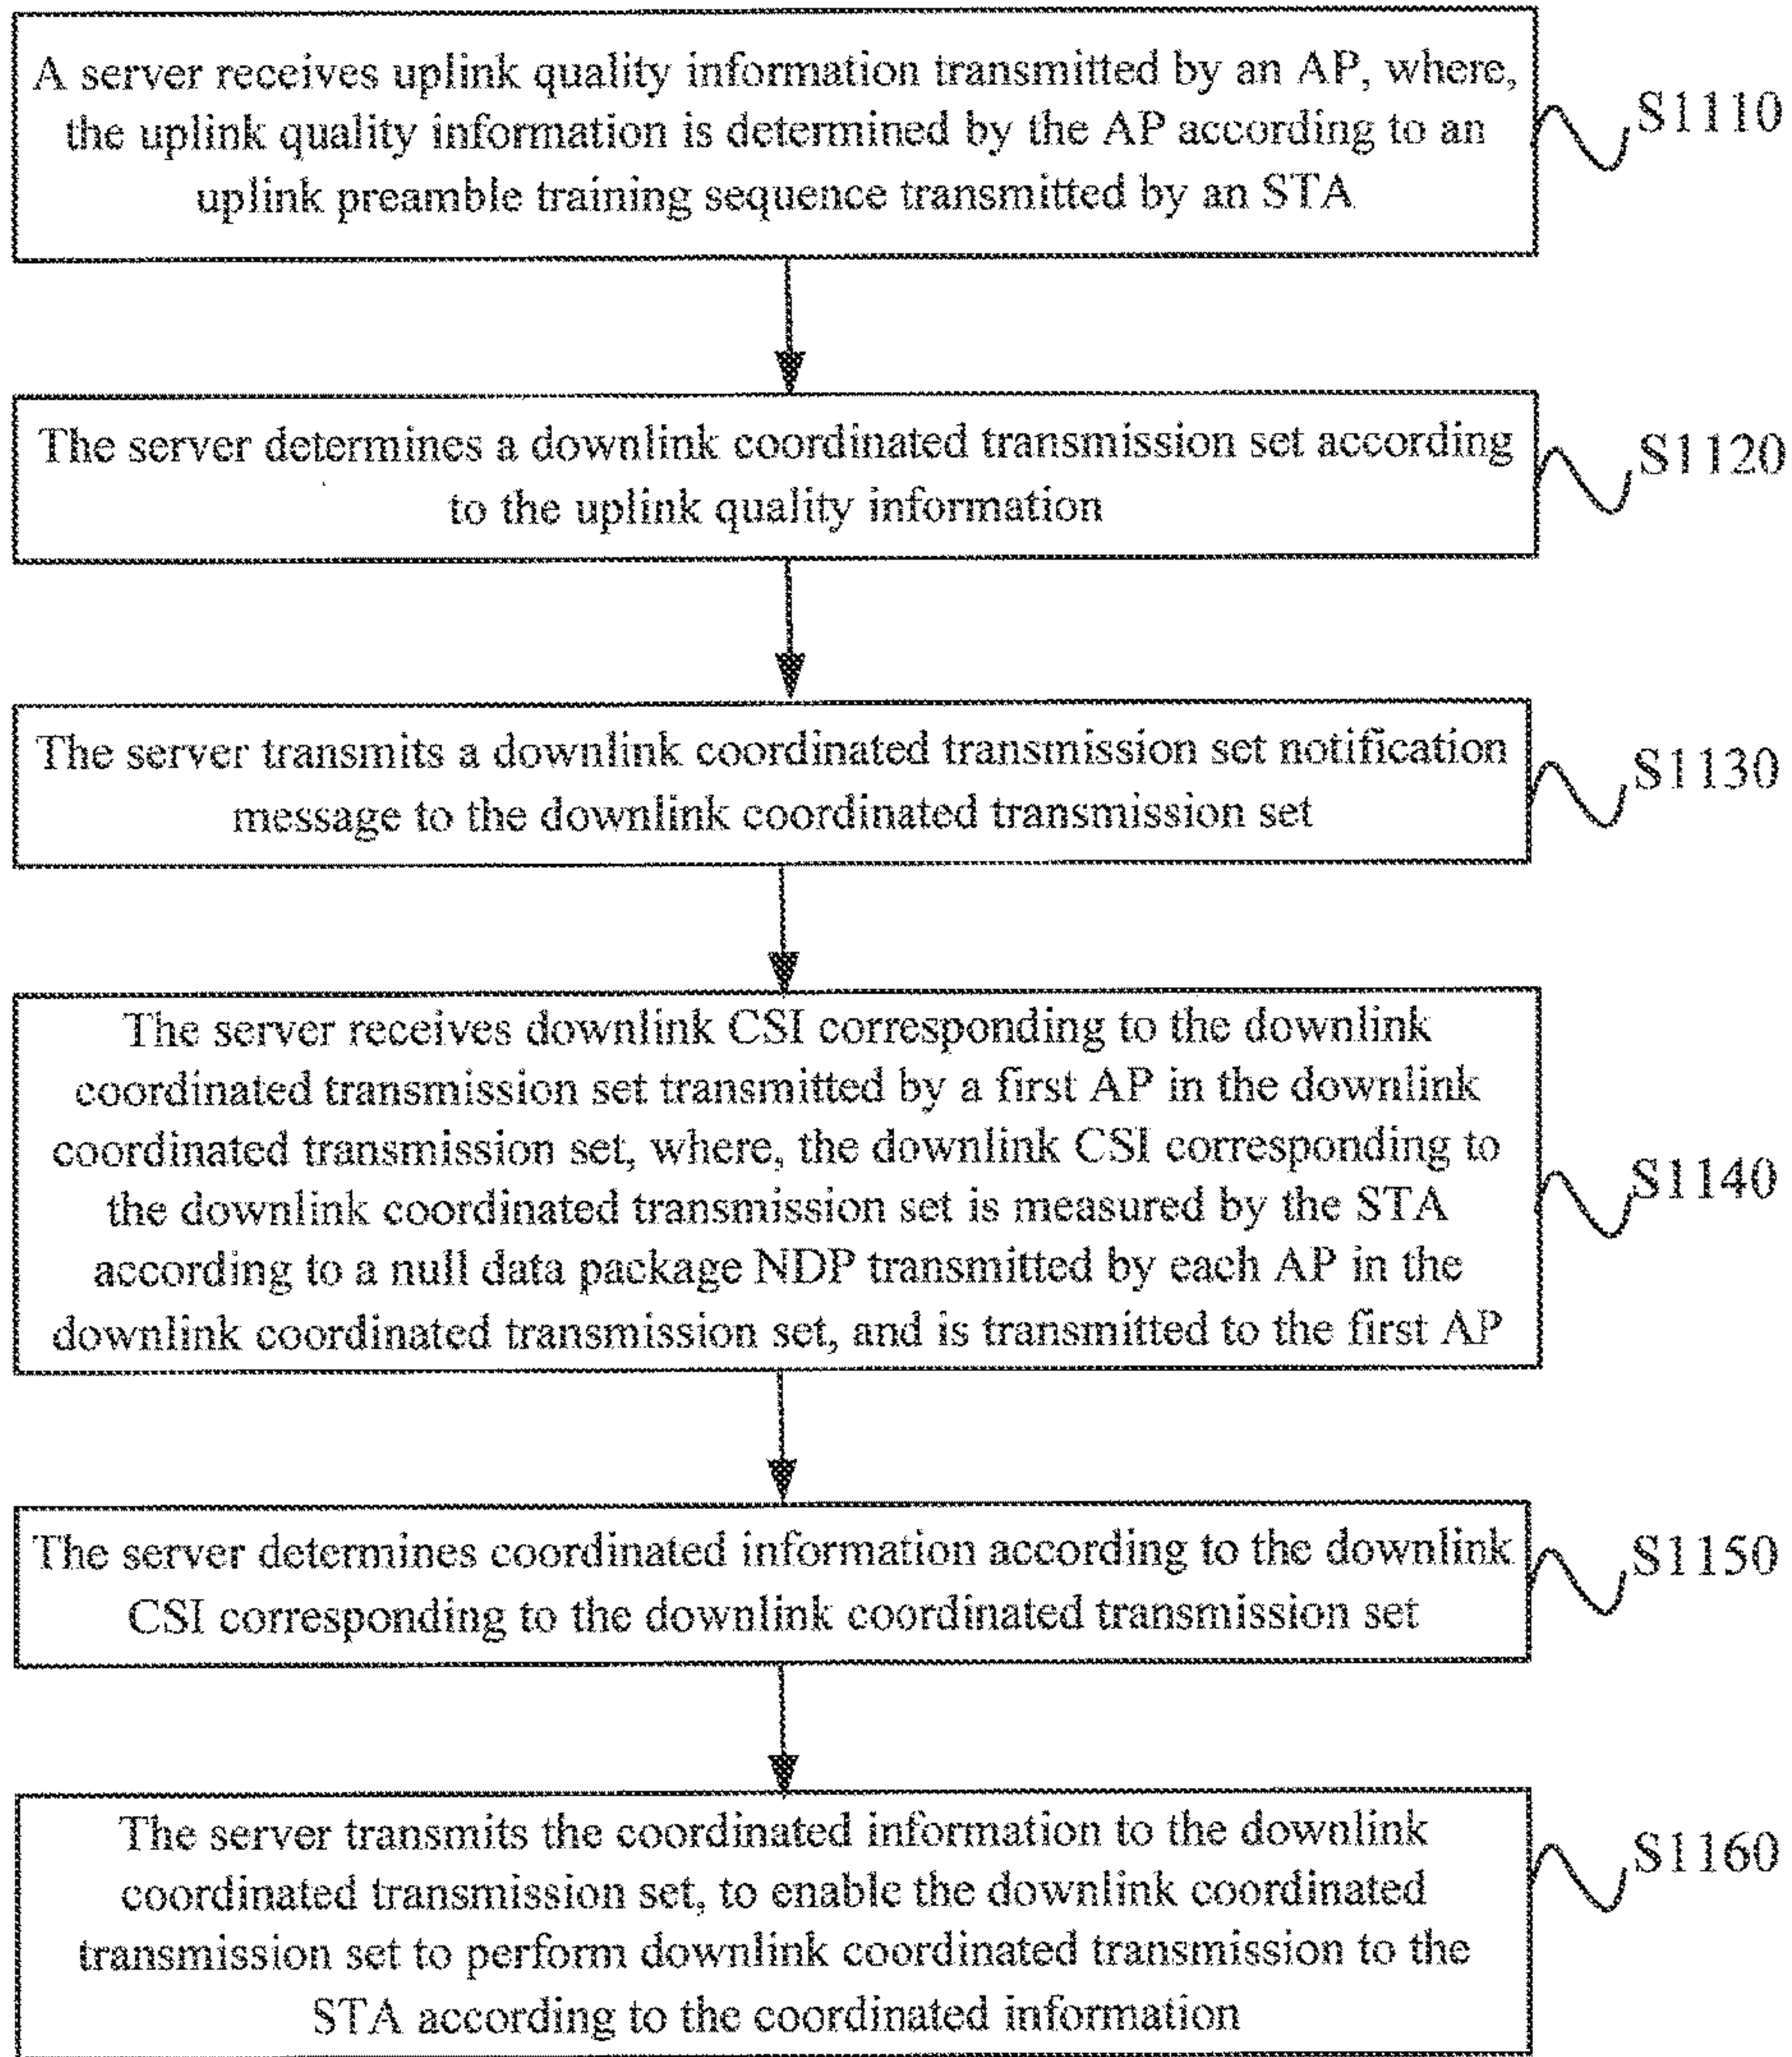 A server receives uplink quality information transmitted by an AP, where,
the uplink quality information is determined by the AP according to an
uplink preamble training sequence transmitted by an STA
S1110
The server determines a downlink coordinated transmission set according
to the uplink quality information
S1120
The server transmits a downlink coordinated transmission set notification
message to the downlink coordinated transmission set
S1130
The server receives downlink CSI corresponding to the downlink
coordinated transmission set transmitted by a first AP in the downlink
coordinated transmission set, where, the downlink CSI corresponding to
the downlink coordinated transmission set is measured by the STA
according to a null data package NDP transmitted by each AP in the
downlink coordinated transmission set, and is transmitted to the first AP
S1140
The server determines coordinated information according to the downlink
CSI corresponding to the downlink coordinated transmission set
S1150
The server transmits the coordinated information to the downlink
coordinated transmission set, to enable the downlink coordinated
transmission set to perform downlink coordinated transmission to the
STA according to the coordinated information
S1160